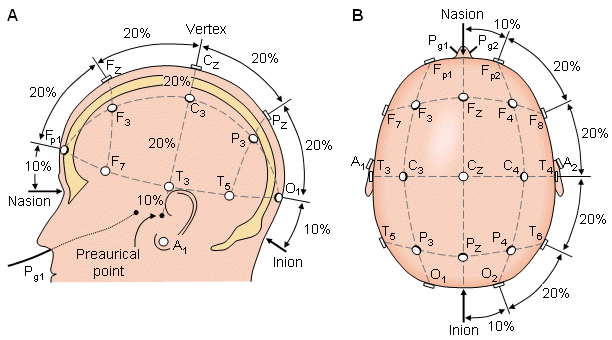 A
20%
Vertex
20%
Fz
Cz
20%
20%
Fp1
F3
C3
Pz
20%
P3
20%
10%
F7
T3
T5
O1
Nasion
10%
10%
A1
Preaurical
point
Inion
Pg1
B
Nasion
10%
Pg1
Pg2
Fp1
Fp2
20%
F7
F3
Fz
F4
F8
A1
T3
C3
Cz
C4
T4
A2
20%
T5
P3
Pz
P4
T6
O1
O2
20%
Inion
10%